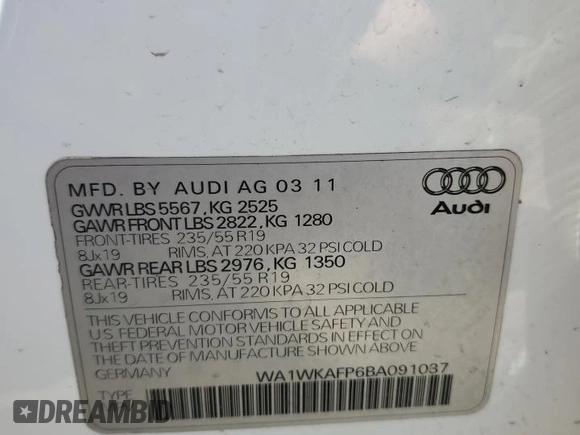 MFD. BY AUDI AG 03 11
GVWR LBS 5567, KG 2525
GAWR FRONT LBS 2822, KG 1280
FRONT-TIRES 235/55 R19
8Jx19 RIMS, AT 220 KPA 32 PSI COLD
GAWR REAR LBS 2976, KG 1350
REAR-TIRES 235/55 R19
8Jx19 RIMS, AT 220 KPA 32 PSI COLD
Audi
THIS VEHICLE CONFORMS TO ALL APPLICABLE
U S FEDERAL MOTOR VEHICLE SAFETY AND
THEFT PREVENTION STANDARDS IN EFFECT ON
THE DATE OF MANUFACTURE SHOWN ABOVE.
GERMANY WA1WKAFP6BA091037
TYPE
DREAMBID